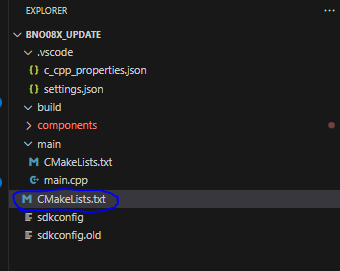 EXPLORER
BNO08X_UPDATE
.vscode
{} c_cpp_properties.json
{} settings.json
build
components
main
M CMakeLists.txt
C++ main.cpp
M CMakeLists.txt
sdkconfig
sdkconfig.old